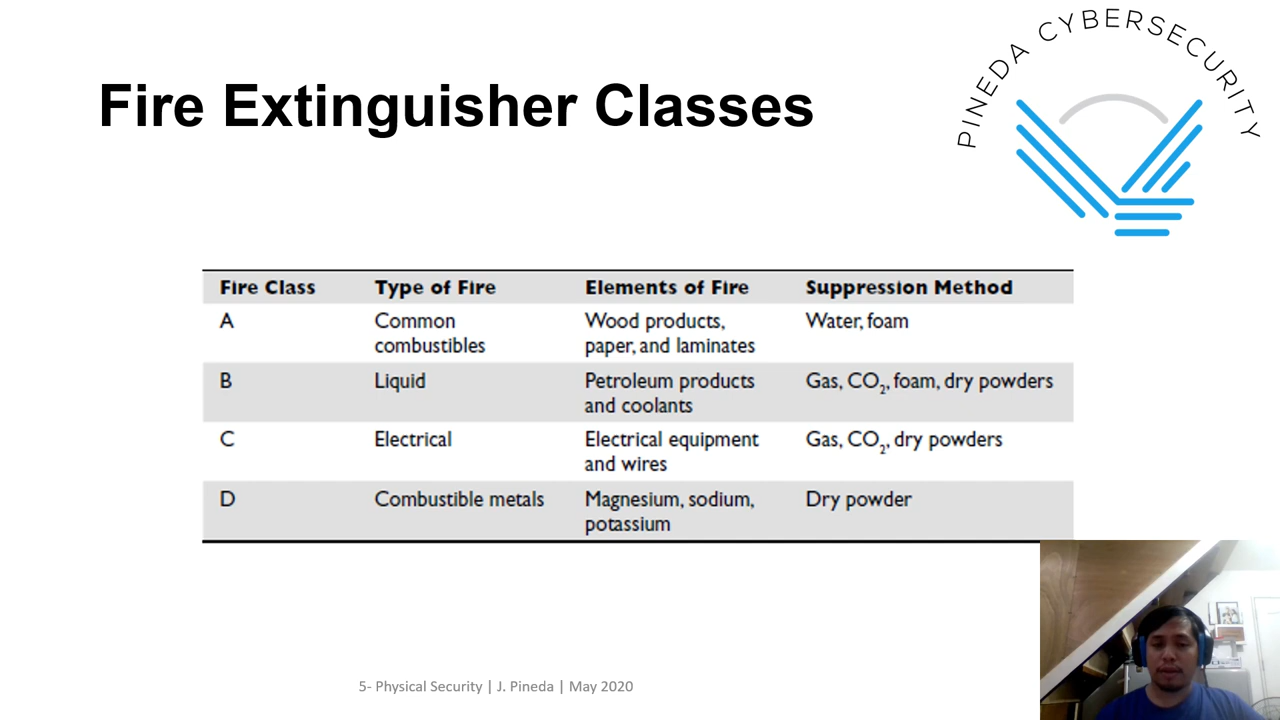 PINEDA CYBERSECURITY
Fire Extinguisher Classes
Fire Class Type of Fire Elements of Fire Suppression Method
A Common combustibles Wood products, paper, and laminates Water, foam
B Liquid Petroleum products and coolants Gas, CO₂, foam, dry powders
C Electrical Electrical equipment and wires Gas, CO₂, dry powders
D Combustible metals Magnesium, sodium, potassium Dry powder
5- Physical Security | J. Pineda | May 2020